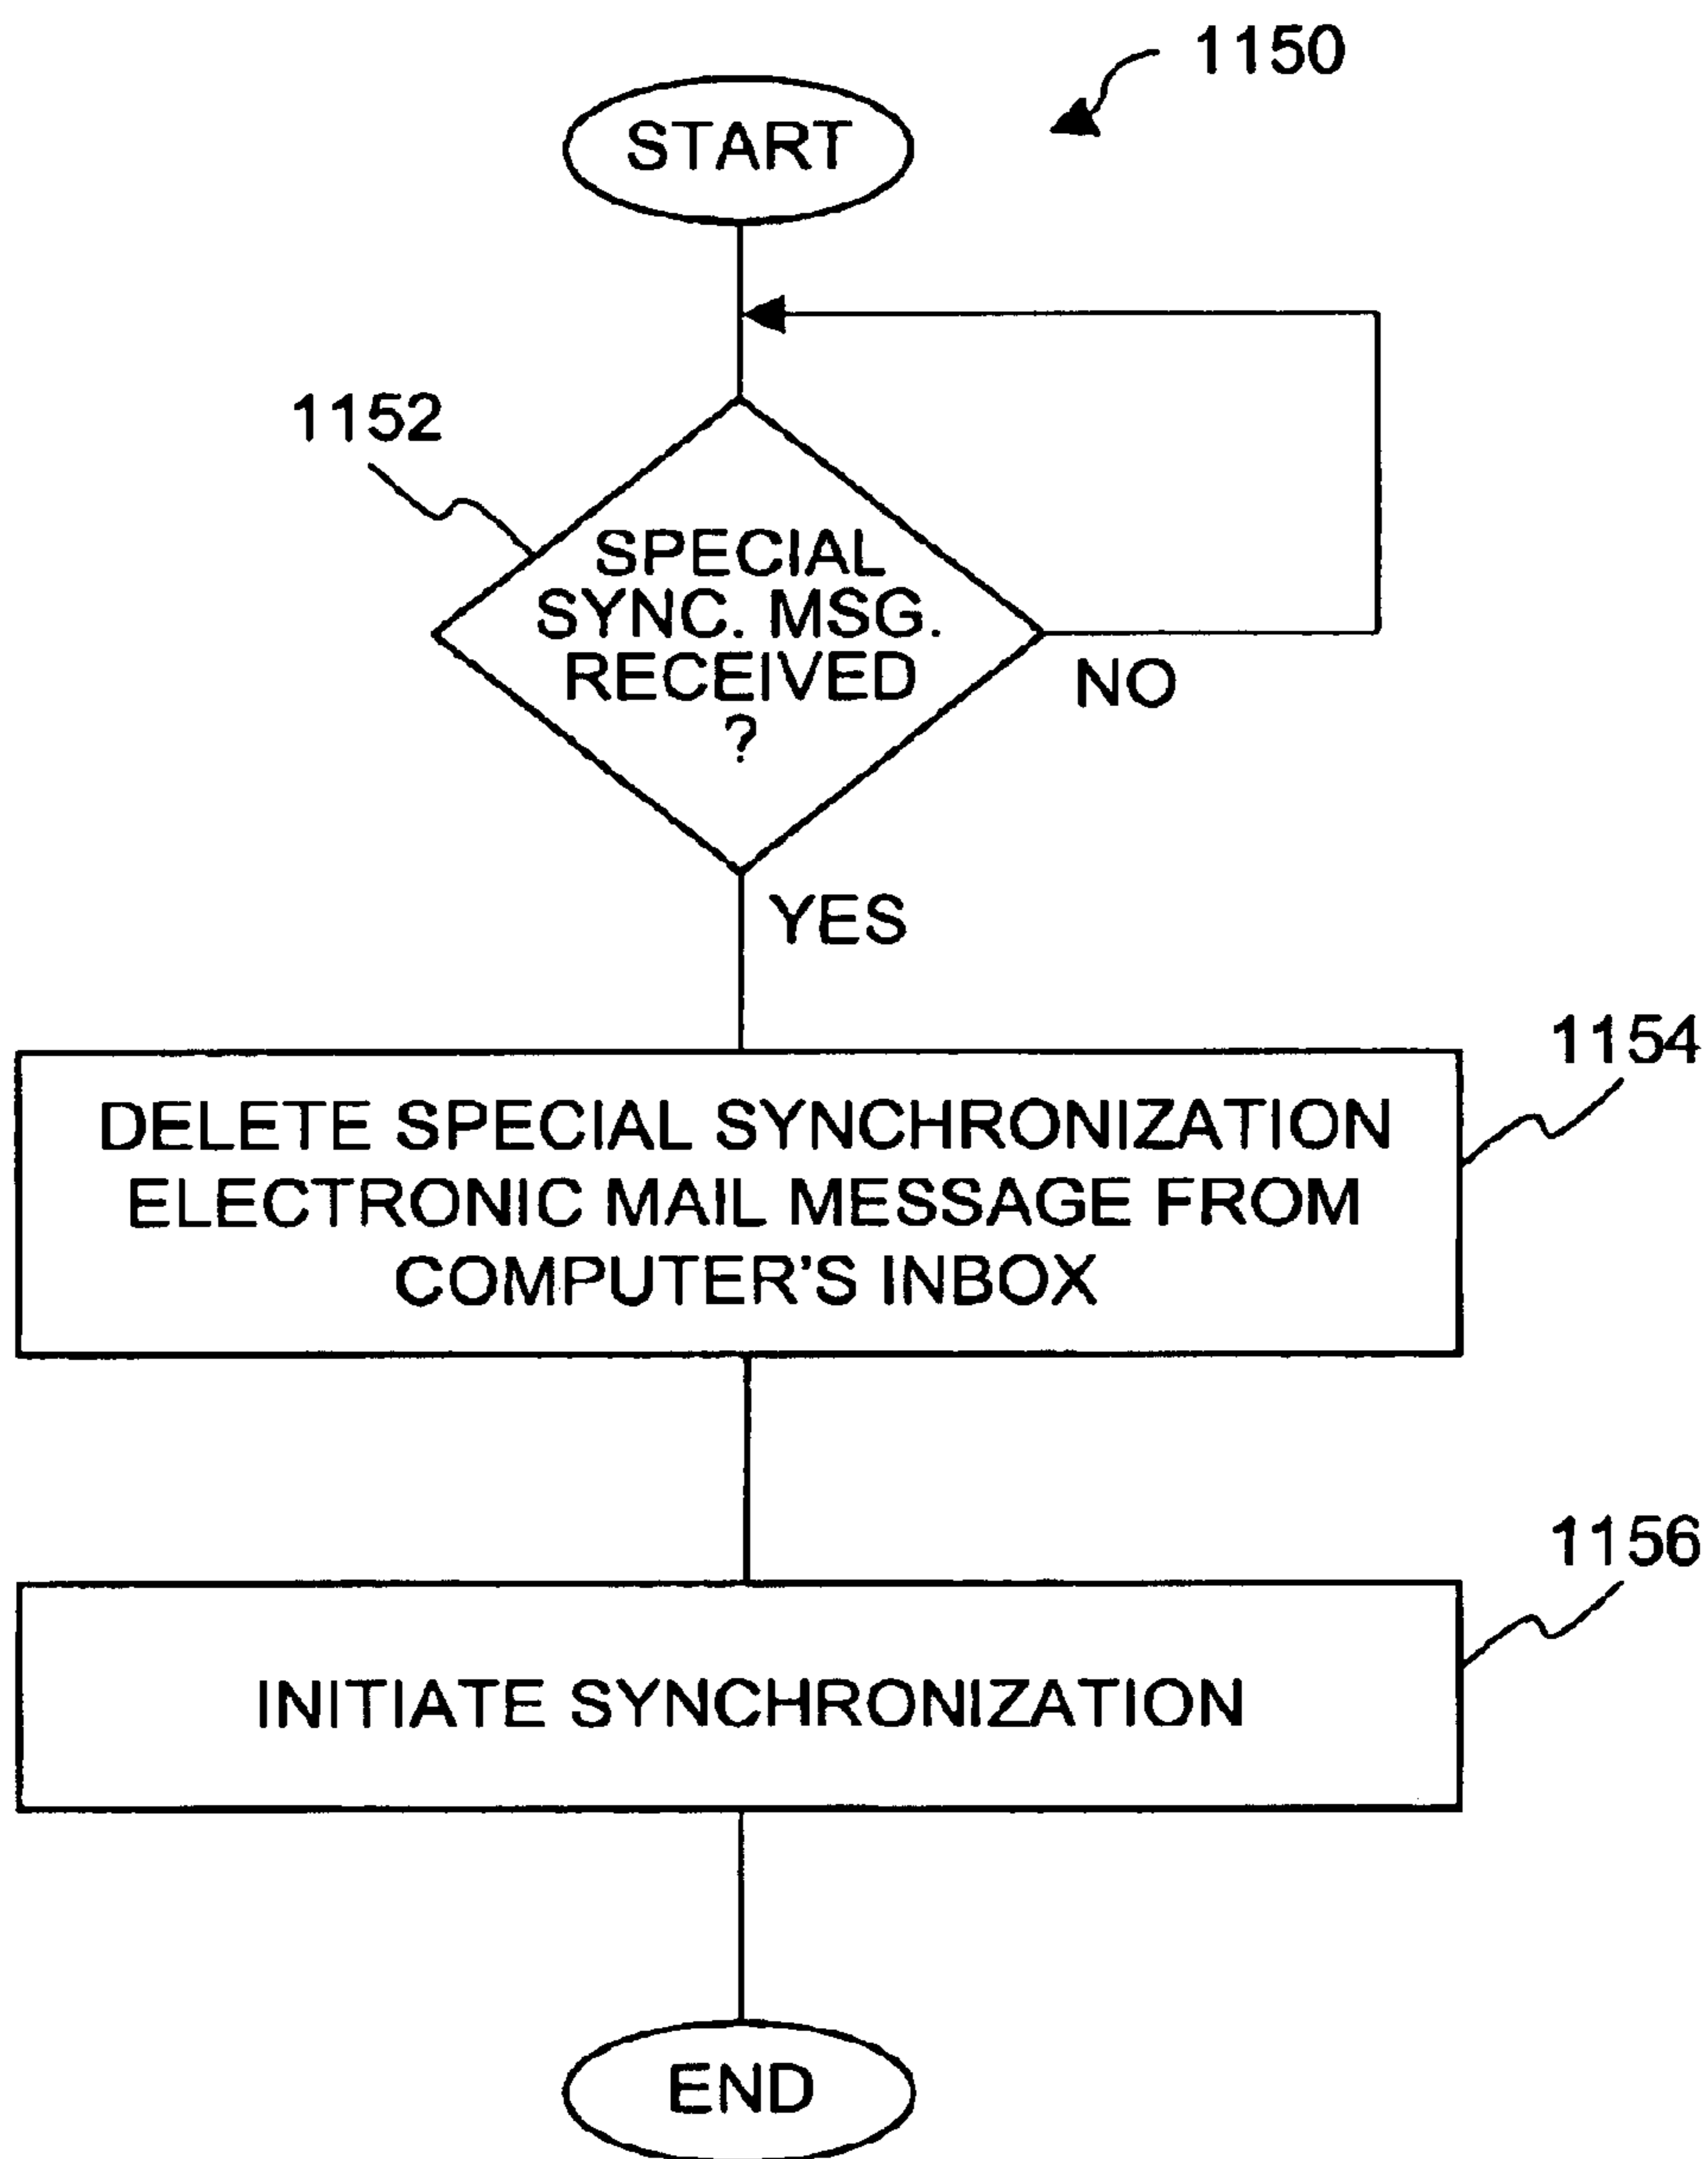 1150
START
1152
SPECIAL
SYNC. MSG.
RECEIVED
?
NO
YES
1154
DELETE SPECIAL SYNCHRONIZATION
ELECTRONIC MAIL MESSAGE FROM
COMPUTER'S INBOX
1156
INITIATE SYNCHRONIZATION
END